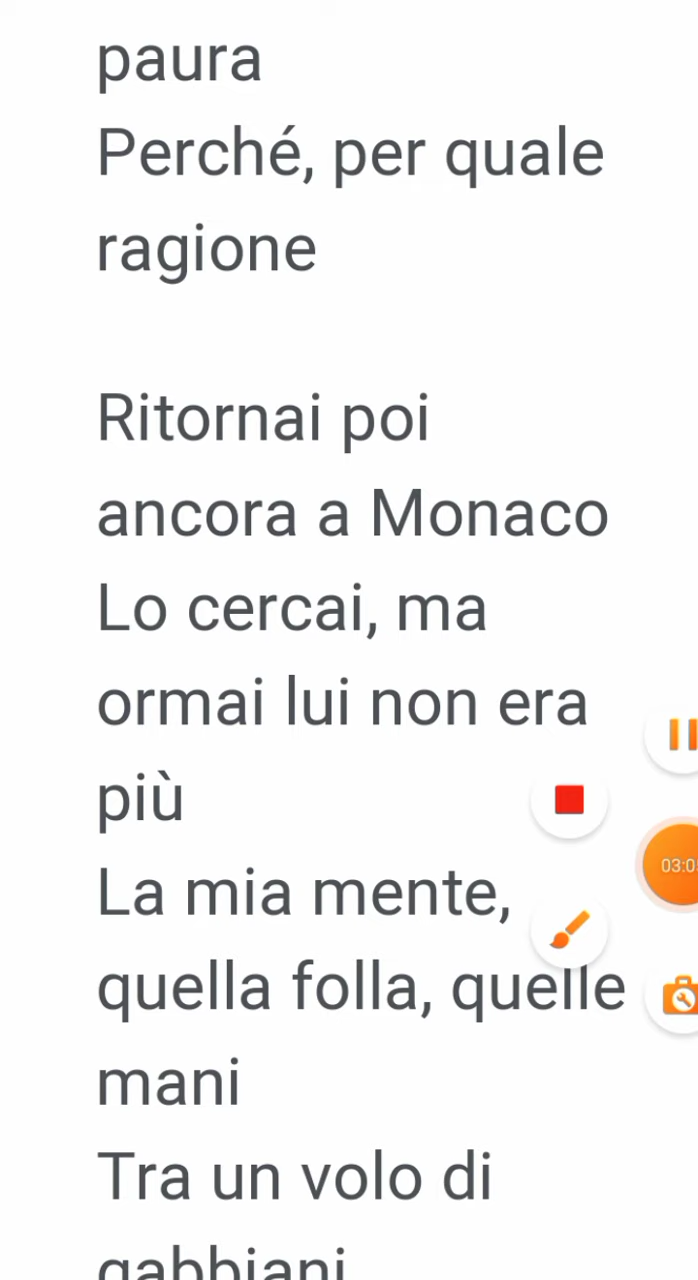 paura
Perché, per quale
ragione
Ritornai poi
ancora a Monaco
Lo cercai, ma
ormai lui non era
più
La mia mente,
quella folla, quelle
mani
Tra un volo di
gabbiani